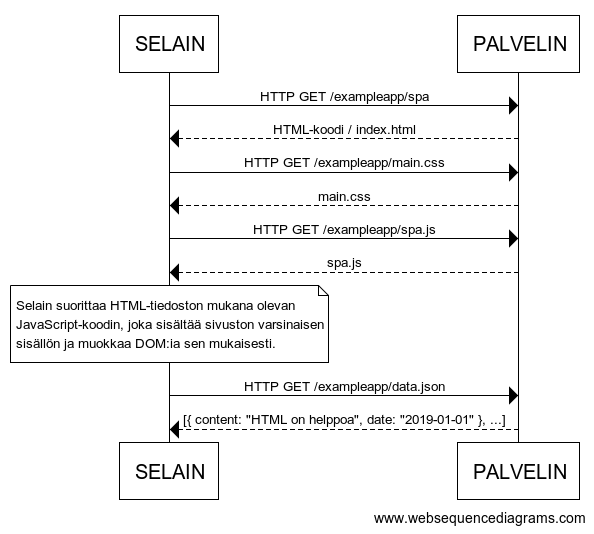 SELAIN
PALVELIN
HTTP GET /exampleapp/spa
HTML-koodi / index.html
HTTP GET /exampleapp/main.css
main.css
HTTP GET /exampleapp/spa.js
spa.js
Selain suorittaa HTML-tiedoston mukana olevan
JavaScript-koodin, joka sisältää sivuston varsinaisen
sisällön ja muokkaa DOM:ia sen mukaisesti.
HTTP GET /exampleapp/data.json
[{ content: "HTML on helppoa", date: "2019-01-01" }, ...]
SELAIN
PALVELIN
www.websequencediagrams.com